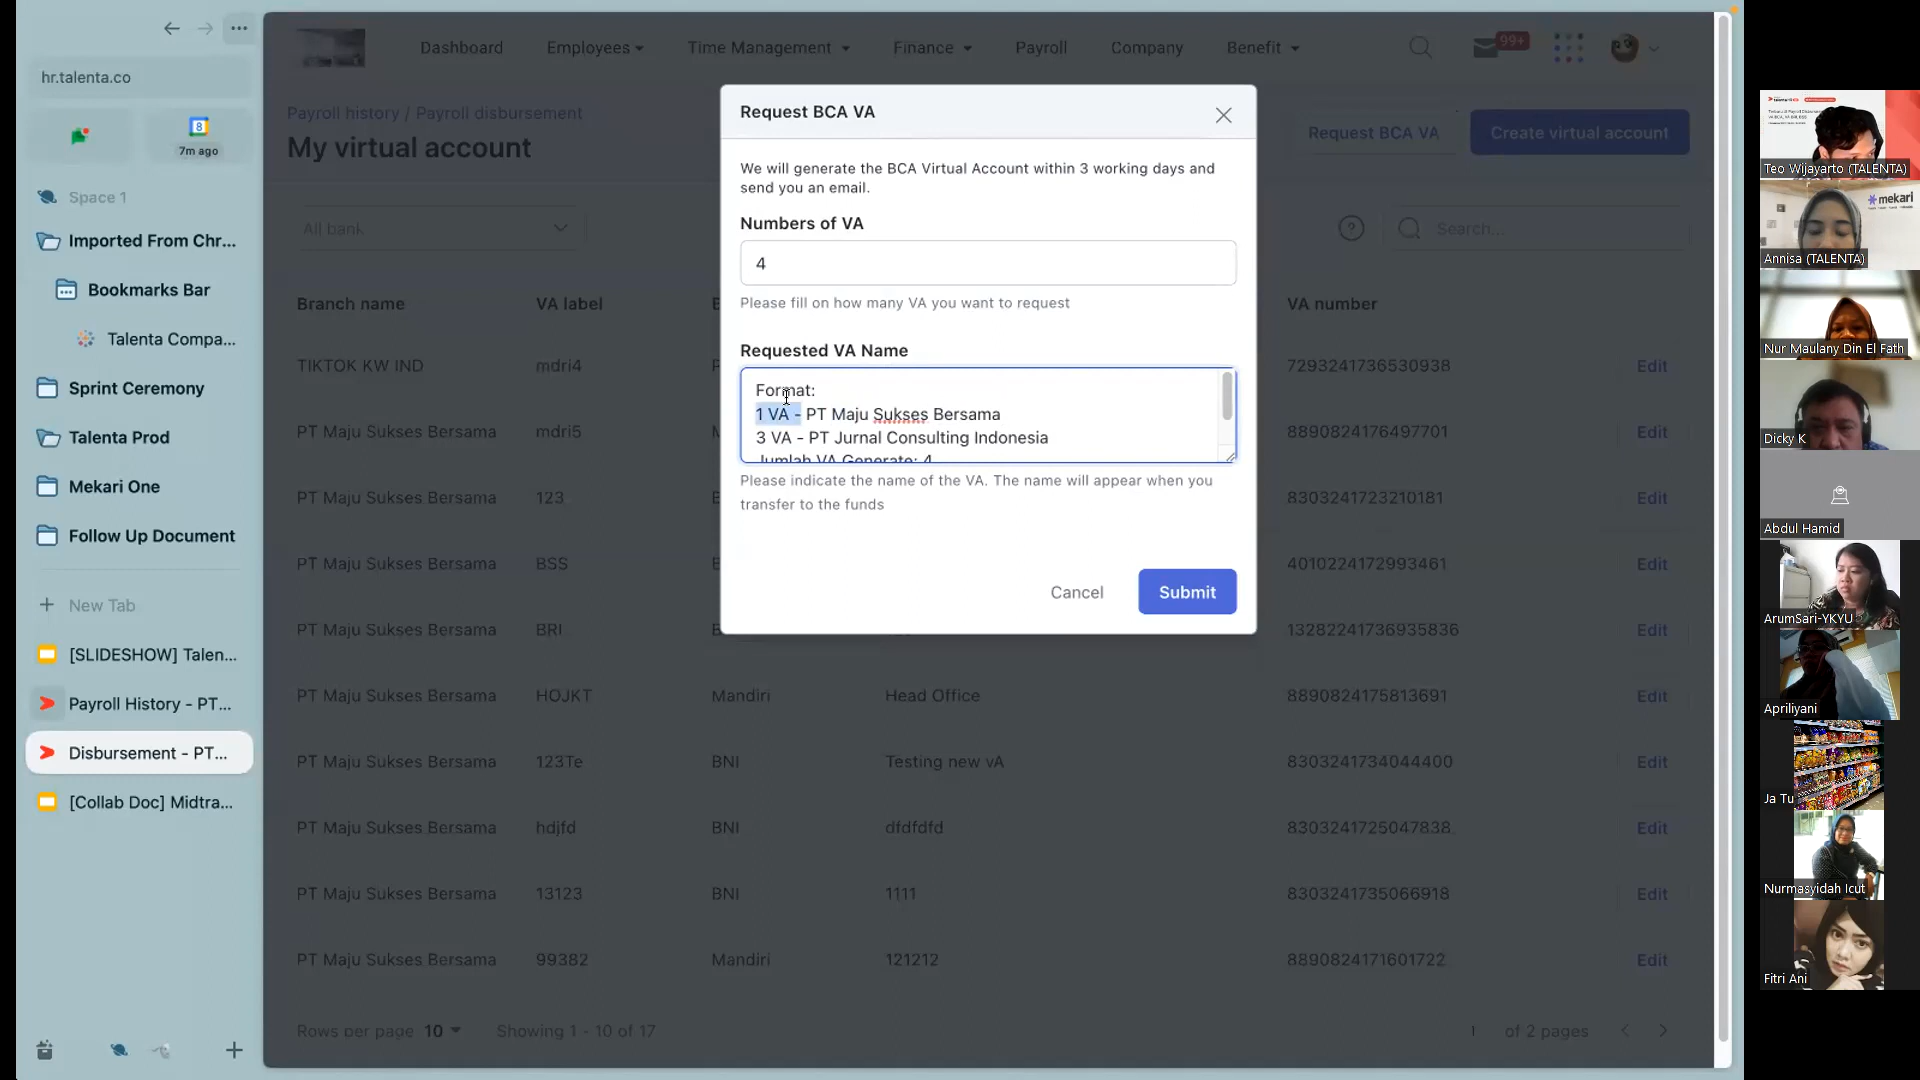 hr.talenta.co
8
7m ago
Space 1
Imported From Chr...
Bookmarks Bar
Talenta Compa...
Sprint Ceremony
Talenta Prod
Mekari One
Follow Up Document
New Tab
[SLIDESHOW] Talen...
Payroll History - PT...
Disbursement - PT...
[Collab Doc] Midtra...
Dashboard
Employees
Time Management
Finance
Payroll
Company
Benefit
99+
Payroll history / Payroll disbursement
My virtual account
Request BCA VA
Create virtual account
All bank
Search...
Branch name VA label VA number
TIKTOK KW IND mdri4 7293241736530938 Edit
PT Maju Sukses Bersama mdri5 8890824176497701 Edit
PT Maju Sukses Bersama 123 8303241723210181 Edit
PT Maju Sukses Bersama BSS 4010224172993461 Edit
PT Maju Sukses Bersama BRI 13282241736935836 Edit
PT Maju Sukses Bersama HOJKT Mandiri Head Office 8890824175813691 Edit
PT Maju Sukses Bersama 123Te BNI Testing new vA 8303241734044400 Edit
PT Maju Sukses Bersama hdjfd BNI dfdfdfd 8303241725047838 Edit
PT Maju Sukses Bersama 13123 BNI 1111 8303241735066918 Edit
PT Maju Sukses Bersama 99382 Mandiri 121212 8890824171601722 Edit
Rows per page 10 Showing 1 - 10 of 17
1 of 2 pages
Request BCA VA
We will generate the BCA Virtual Account within 3 working days and
send you an email.
Numbers of VA
4
Please fill on how many VA you want to request
Requested VA Name
Format:
1 VA - PT Maju Sukses Bersama
3 VA - PT Jurnal Consulting Indonesia
Jumlah VA Generate: 4
Please indicate the name of the VA. The name will appear when you
transfer to the funds
Cancel
Submit
Teo Wijayarto (TALENTA)
mekari
Annisa (TALENTA)
Nur Maulany Din El Fath
Dicky K
Abdul Hamid
ArumSari-YKYU
Apriliyani
Ja Tu
Nurmasyidah Icut
Fitri Ani